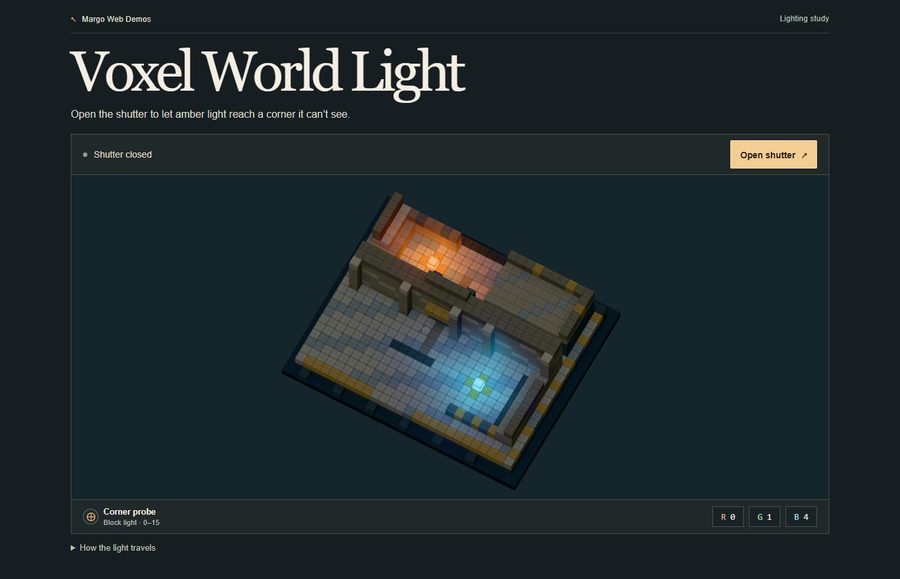 Margo Web Demos
Lighting study
Voxel World Light
Open the shutter to let amber light reach a corner it can't see.
Shutter closed
Open shutter ↗
Corner probe
Block light · 0–15
R 0
G 1
B 4
How the light travels